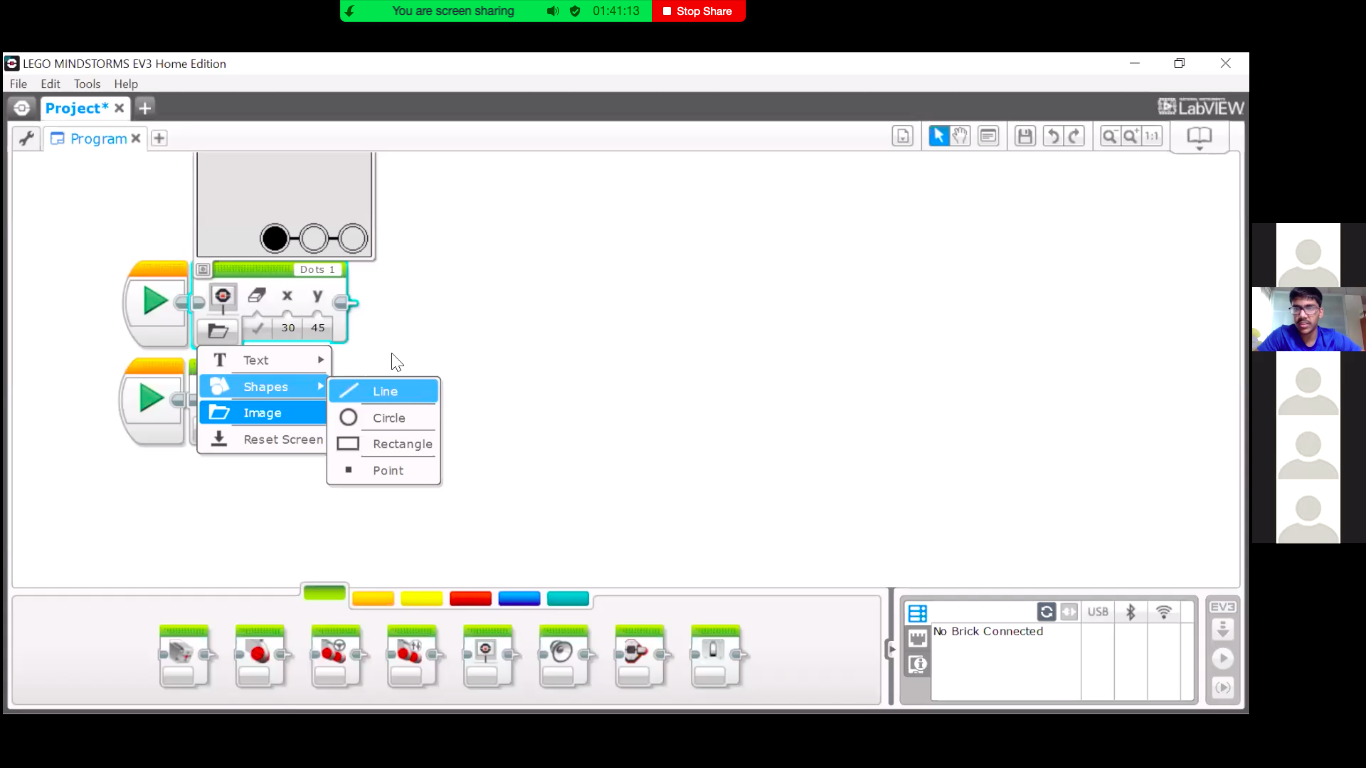 You are screen sharing 01:41:13 Stop Share
LEGO MINDSTORMS EV3 Home Edition
File Edit Tools Help
Project* LabVIEW
Program 1:1
Dots 1
x y
30 45
T Text
Shapes
Line
Image
Circle
Reset Screen
Rectangle
Point
USB EV3
No Brick Connected